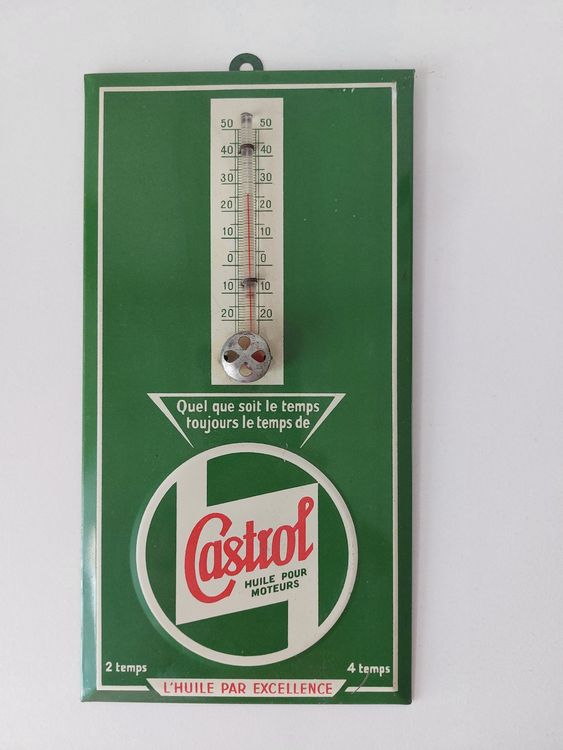 50 50
40 40
30 30
20 20
10 10
0 0
10 10
20 20
Quel que soit le temps
toujours le temps de
Castrol
HUILE POUR
MOTEURS
2 temps 4 temps
L'HUILE PAR EXCELLENCE